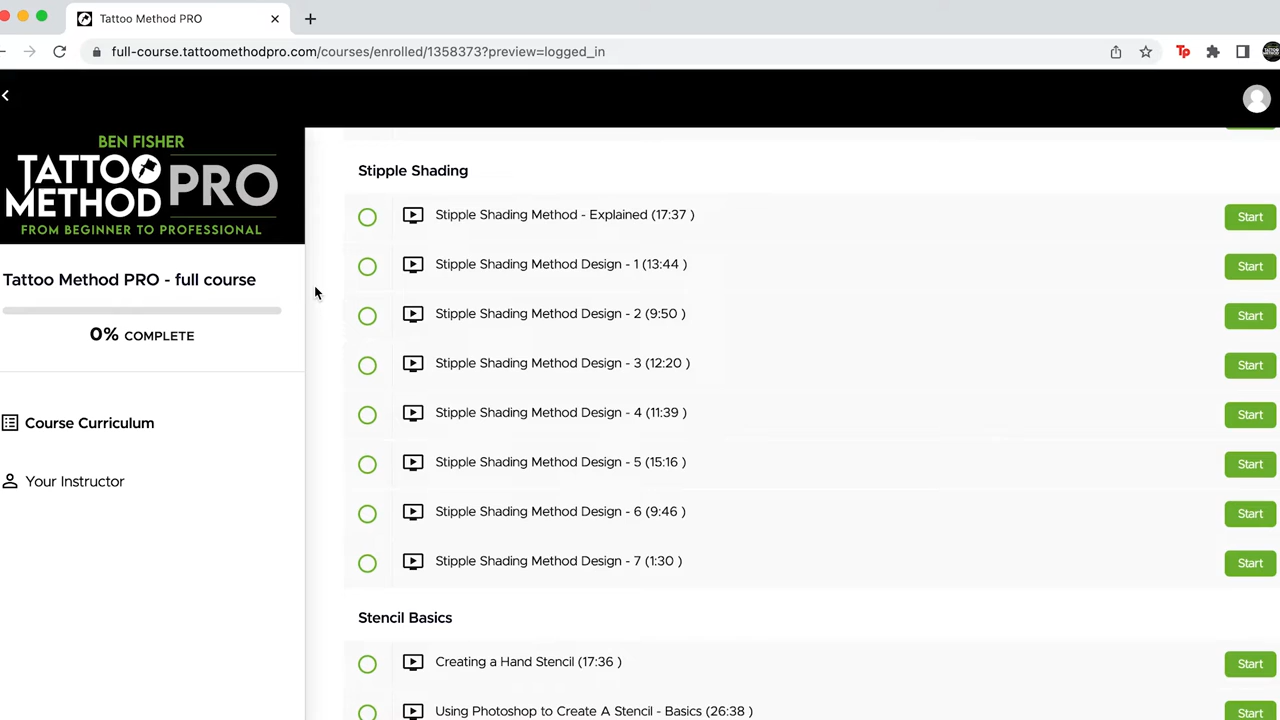 Tattoo Method PRO
full-course.tattoomethodpro.com/courses/enrolled/1358373?preview=logged_in
Tp
BEN FISHER
TATTOO
METHOD
PRO
FROM BEGINNER TO PROFESSIONAL
Tattoo Method PRO - full course
0% COMPLETE
Course Curriculum
Your Instructor
Stipple Shading
Stipple Shading Method - Explained (17:37 )
Start
Stipple Shading Method Design - 1 (13:44 )
Start
Stipple Shading Method Design - 2 (9:50 )
Start
Stipple Shading Method Design - 3 (12:20 )
Start
Stipple Shading Method Design - 4 (11:39 )
Start
Stipple Shading Method Design - 5 (15:16 )
Start
Stipple Shading Method Design - 6 (9:46 )
Start
Stipple Shading Method Design - 7 (1:30 )
Start
Stencil Basics
Creating a Hand Stencil (17:36 )
Start
Using Photoshop to Create A Stencil - Basics (26:38 )
Start